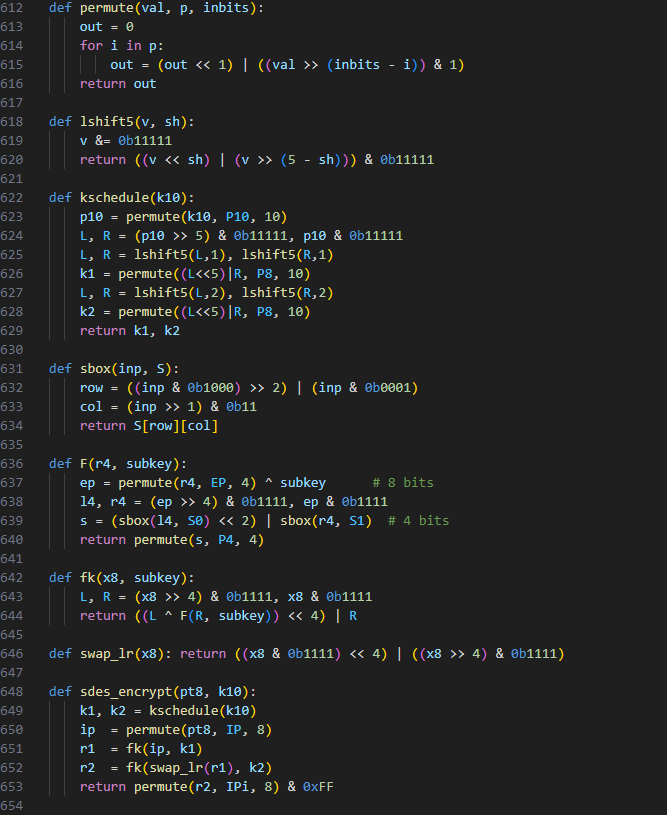 612 def permute(val, p, inbits):
613     out = 0
614     for i in p:
615         out = (out << 1) | ((val >> (inbits - i)) & 1)
616     return out
617
618 def lshift5(v, sh):
619     v &= 0b11111
620     return ((v << sh) | (v >> (5 - sh))) & 0b11111
621
622 def kschedule(k10):
623     p10 = permute(k10, P10, 10)
624     L, R = (p10 >> 5) & 0b11111, p10 & 0b11111
625     L, R = lshift5(L,1), lshift5(R,1)
626     k1 = permute((L<<5)|R, P8, 10)
627     L, R = lshift5(L,2), lshift5(R,2)
628     k2 = permute((L<<5)|R, P8, 10)
629     return k1, k2
630
631 def sbox(inp, S):
632     row = ((inp & 0b1000) >> 2) | (inp & 0b0001)
633     col = (inp >> 1) & 0b11
634     return S[row][col]
635
636 def F(r4, subkey):
637     ep = permute(r4, EP, 4) ^ subkey      # 8 bits
638     l4, r4 = (ep >> 4) & 0b1111, ep & 0b1111
639     s = (sbox(l4, S0) << 2) | sbox(r4, S1)  # 4 bits
640     return permute(s, P4, 4)
641
642 def fk(x8, subkey):
643     L, R = (x8 >> 4) & 0b1111, x8 & 0b1111
644     return ((L ^ F(R, subkey)) << 4) | R
645
646 def swap_lr(x8): return ((x8 & 0b1111) << 4) | ((x8 >> 4) & 0b1111)
647
648 def sdes_encrypt(pt8, k10):
649     k1, k2 = kschedule(k10)
650     ip  = permute(pt8, IP, 8)
651     r1  = fk(ip, k1)
652     r2  = fk(swap_lr(r1), k2)
653     return permute(r2, IPi, 8) & 0xFF
654